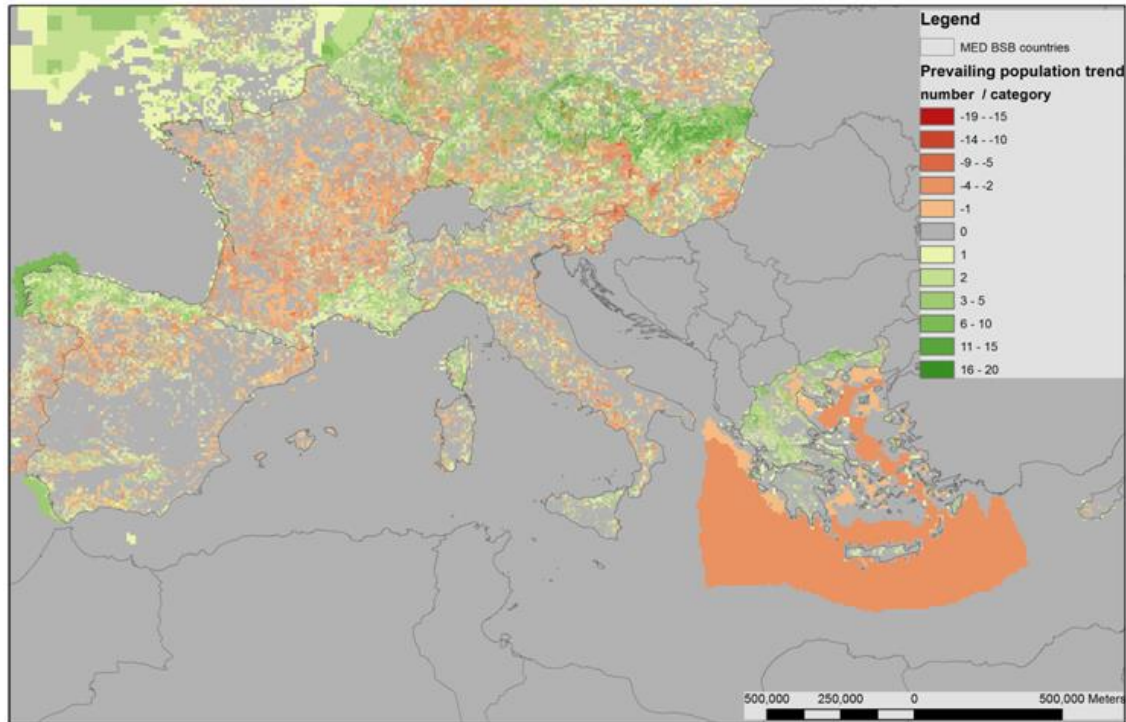 Legend
MED BSB countries
Prevailing population trend
number / category
-19 - -15
-14 - -10
-9 - -5
-4 - -2
-1
0
1
2
3 - 5
6 - 10
11 - 15
16 - 20
500,000 250,000 0 500,000 Meters